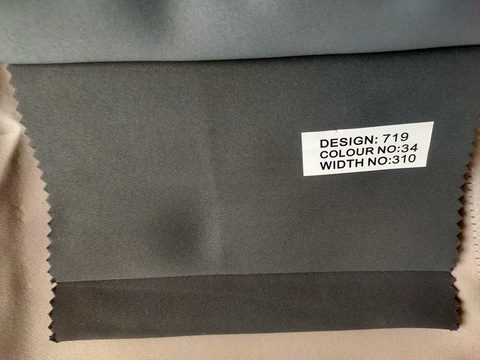 DESIGN: 719
COLOUR NO:34
WIDTH NO:310